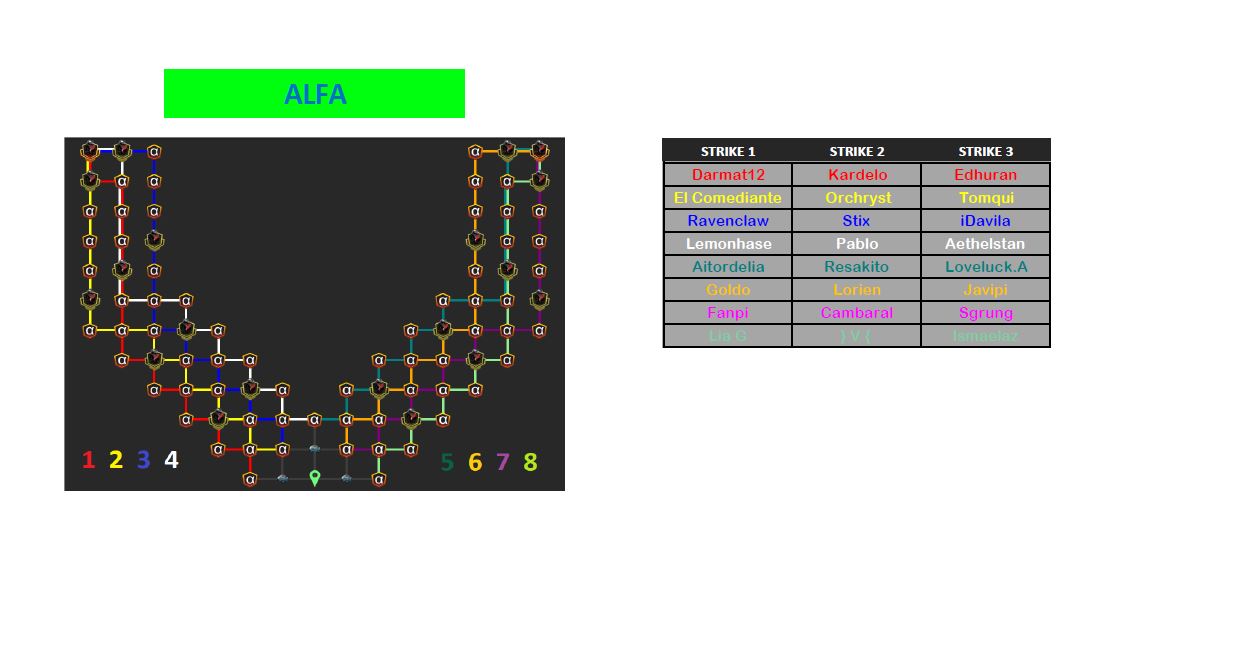 ALFA
1 2 3 4
5 6 7 8
STRIKE 1 STRIKE 2 STRIKE 3
Darmat12 Kardelo Edhuran
El Comediante Orchryst Tomqui
Ravenclaw Stix iDavila
Lemonhase Pablo Aethelstan
Aitordelia Resakito Loveluck.A
Goldo Lorien Javipi
Fanpi Cambaral Sgrung
Lia G } V { Ismaelaz